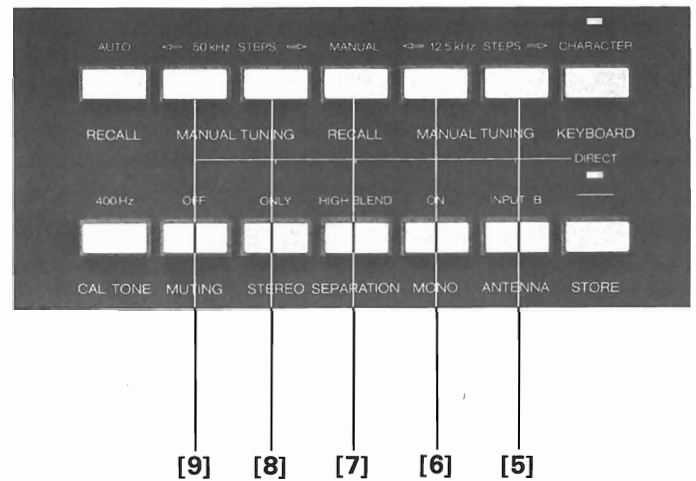 AUTO <= 50 kHz STEPS => MANUAL <= 12.5 kHz STEPS => CHARACTER
RECALL MANUAL TUNING RECALL MANUAL TUNING KEYBOARD
DIRECT
400 Hz OFF ONLY HIGH BLEND ON INPUT B
CAL TONE MUTING STEREO SEPARATION MONO ANTENNA STORE
[9] [8] [7] [6] [5]